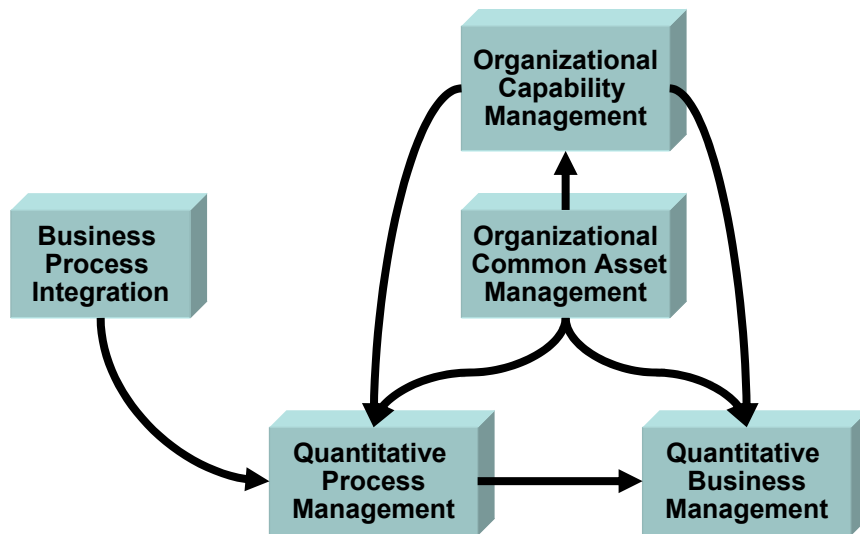 Organizational
Capability
Management
Business
Process
Integration
Organizational
Common Asset
Management
Quantitative
Process
Management
Quantitative
Business
Management